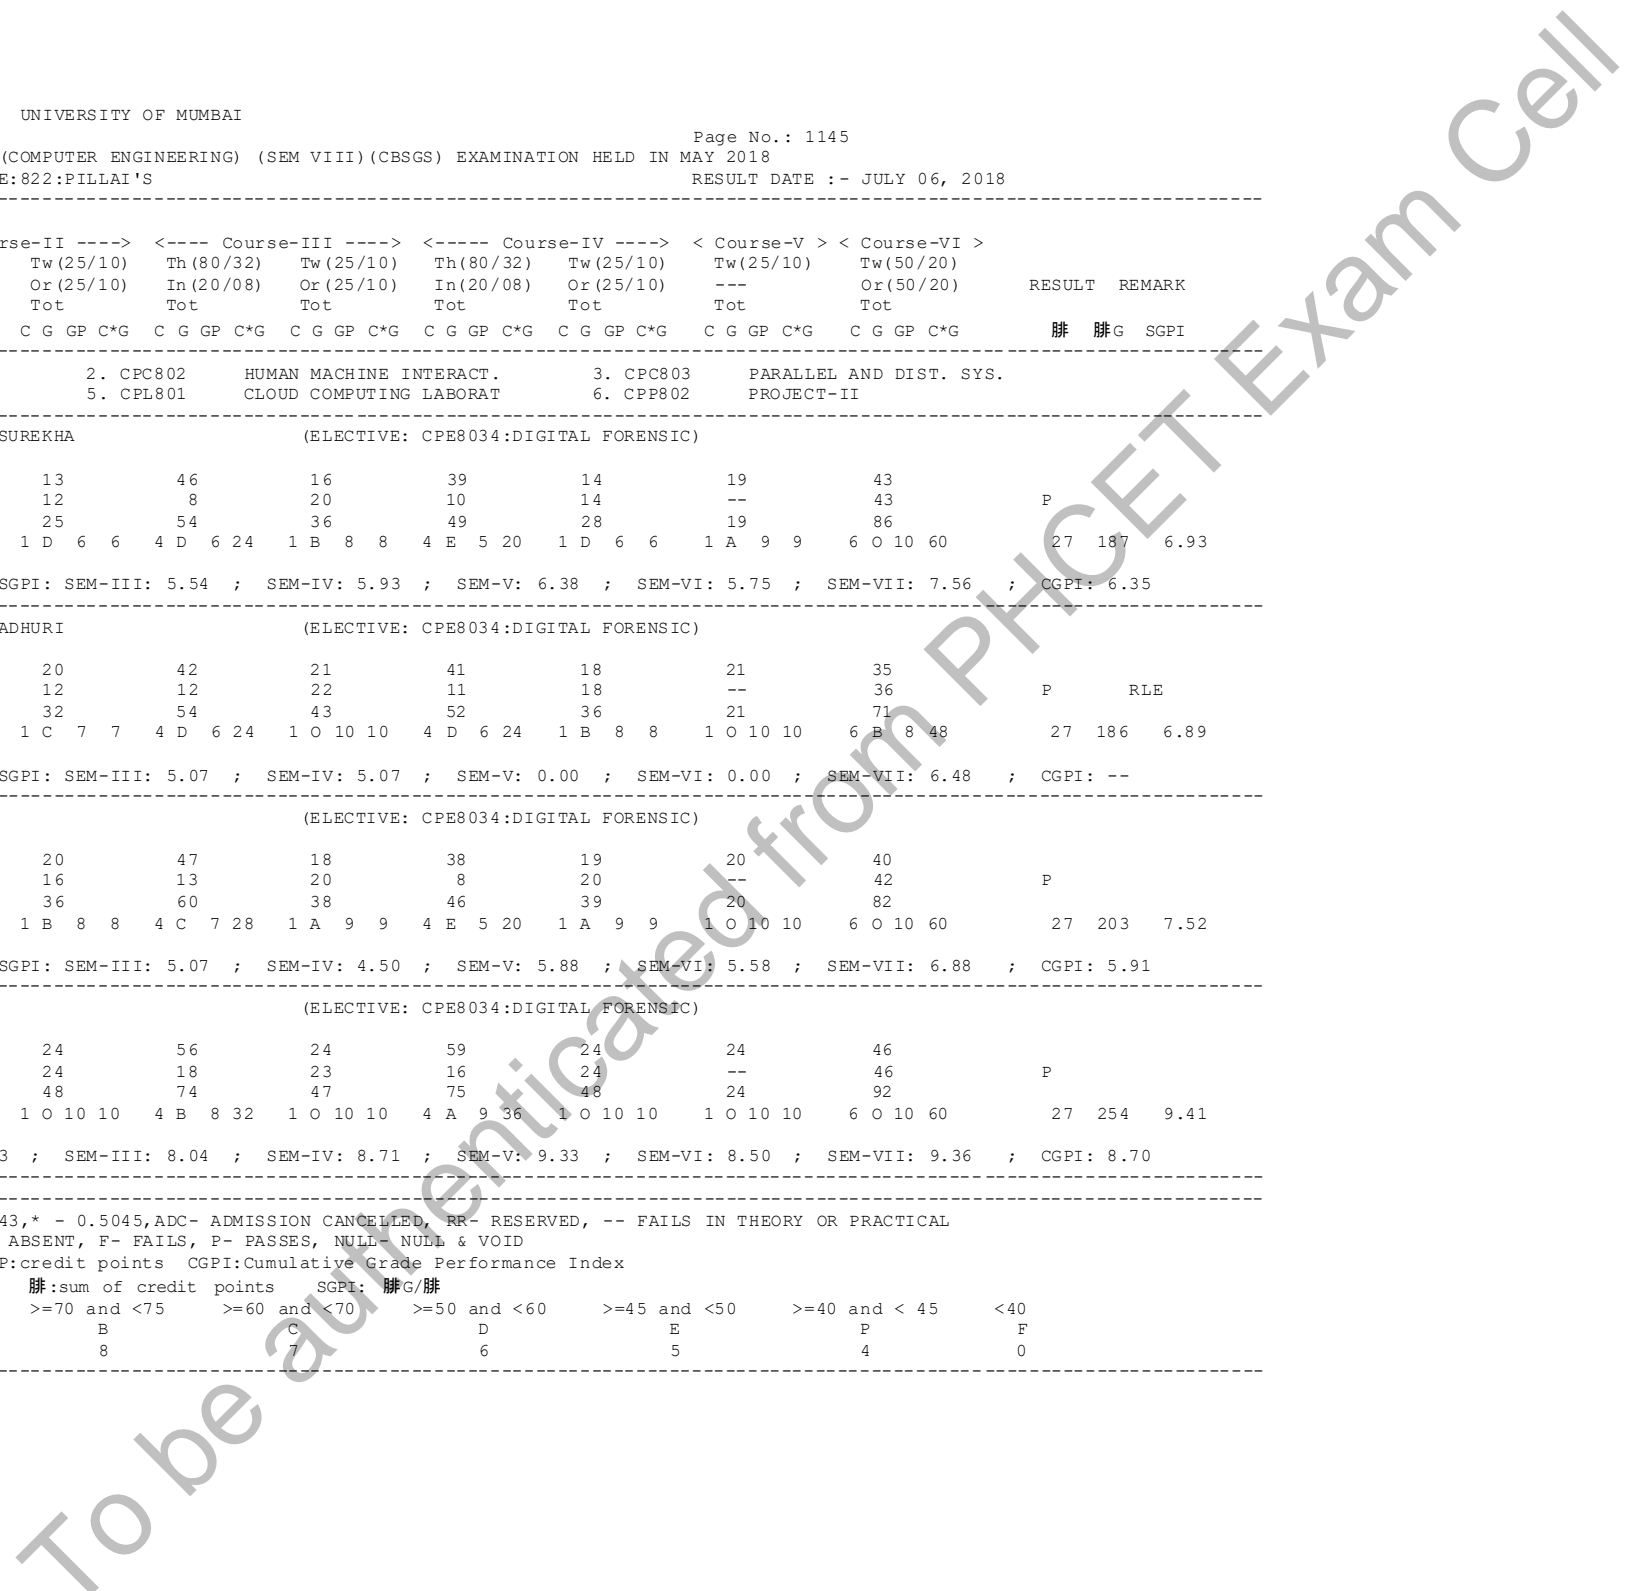 UNIVERSITY OF MUMBAI
Page No.: 1145
(COMPUTER ENGINEERING) (SEM VIII)(CBSGS) EXAMINATION HELD IN MAY 2018
E:822:PILLAI'S RESULT DATE :- JULY 06, 2018
rse-II ----> <---- Course-III ----> <----- Course-IV ----> < Course-V > < Course-VI >
Tw(25/10) Th(80/32) Tw(25/10) Th(80/32) Tw(25/10) Tw(25/10) Tw(50/20)
Or(25/10) In(20/08) Or(25/10) In(20/08) Or(25/10) --- Or(50/20) RESULT REMARK
Tot Tot Tot Tot Tot Tot Tot
C G GP C*G C G GP C*G C G GP C*G C G GP C*G C G GP C*G C G GP C*G C G GP C*G 腓 腓G SGPI
2. CPC802 HUMAN MACHINE INTERACT. 3. CPC803 PARALLEL AND DIST. SYS.
5. CPL801 CLOUD COMPUTING LABORAT 6. CPP802 PROJECT-II
SUREKHA (ELECTIVE: CPE8034:DIGITAL FORENSIC)
13 46 16 39 14 19 43
12 8 20 10 14 -- 43 P
25 54 36 49 28 19 86
1 D 6 6 4 D 6 24 1 B 8 8 4 E 5 20 1 D 6 6 1 A 9 9 6 O 10 60 27 187 6.93
SGPI: SEM-III: 5.54 ; SEM-IV: 5.93 ; SEM-V: 6.38 ; SEM-VI: 5.75 ; SEM-VII: 7.56 ; CGPI: 6.35
ADHURI (ELECTIVE: CPE8034:DIGITAL FORENSIC)
20 42 21 41 18 21 35
12 12 22 11 18 -- 36 P RLE
32 54 43 52 36 21 71
1 C 7 7 4 D 6 24 1 O 10 10 4 D 6 24 1 B 8 8 1 O 10 10 6 B 8 48 27 186 6.89
SGPI: SEM-III: 5.07 ; SEM-IV: 5.07 ; SEM-V: 0.00 ; SEM-VI: 0.00 ; SEM-VII: 6.48 ; CGPI: --
(ELECTIVE: CPE8034:DIGITAL FORENSIC)
20 47 18 38 19 20 40
16 13 20 8 20 -- 42 P
36 60 38 46 39 20 82
1 B 8 8 4 C 7 28 1 A 9 9 4 E 5 20 1 A 9 9 1 O 10 10 6 O 10 60 27 203 7.52
SGPI: SEM-III: 5.07 ; SEM-IV: 4.50 ; SEM-V: 5.88 ; SEM-VI: 5.58 ; SEM-VII: 6.88 ; CGPI: 5.91
(ELECTIVE: CPE8034:DIGITAL FORENSIC)
24 56 24 59 24 24 46
24 18 23 16 24 -- 46 P
48 74 47 75 48 24 92
1 O 10 10 4 B 8 32 1 O 10 10 4 A 9 36 1 O 10 10 1 O 10 10 6 O 10 60 27 254 9.41
3 ; SEM-III: 8.04 ; SEM-IV: 8.71 ; SEM-V: 9.33 ; SEM-VI: 8.50 ; SEM-VII: 9.36 ; CGPI: 8.70
43,* - 0.5045,ADC- ADMISSION CANCELLED, RR- RESERVED, -- FAILS IN THEORY OR PRACTICAL
ABSENT, F- FAILS, P- PASSES, NULL- NULL & VOID
P:credit points CGPI:Cumulative Grade Performance Index
腓:sum of credit points SGPI: 腓G/腓
>=70 and <75 >=60 and <70 >=50 and <60 >=45 and <50 >=40 and < 45 <40
B C D E P F
8 7 6 5 4 0
To be authenticated from PHCET Exam Cell